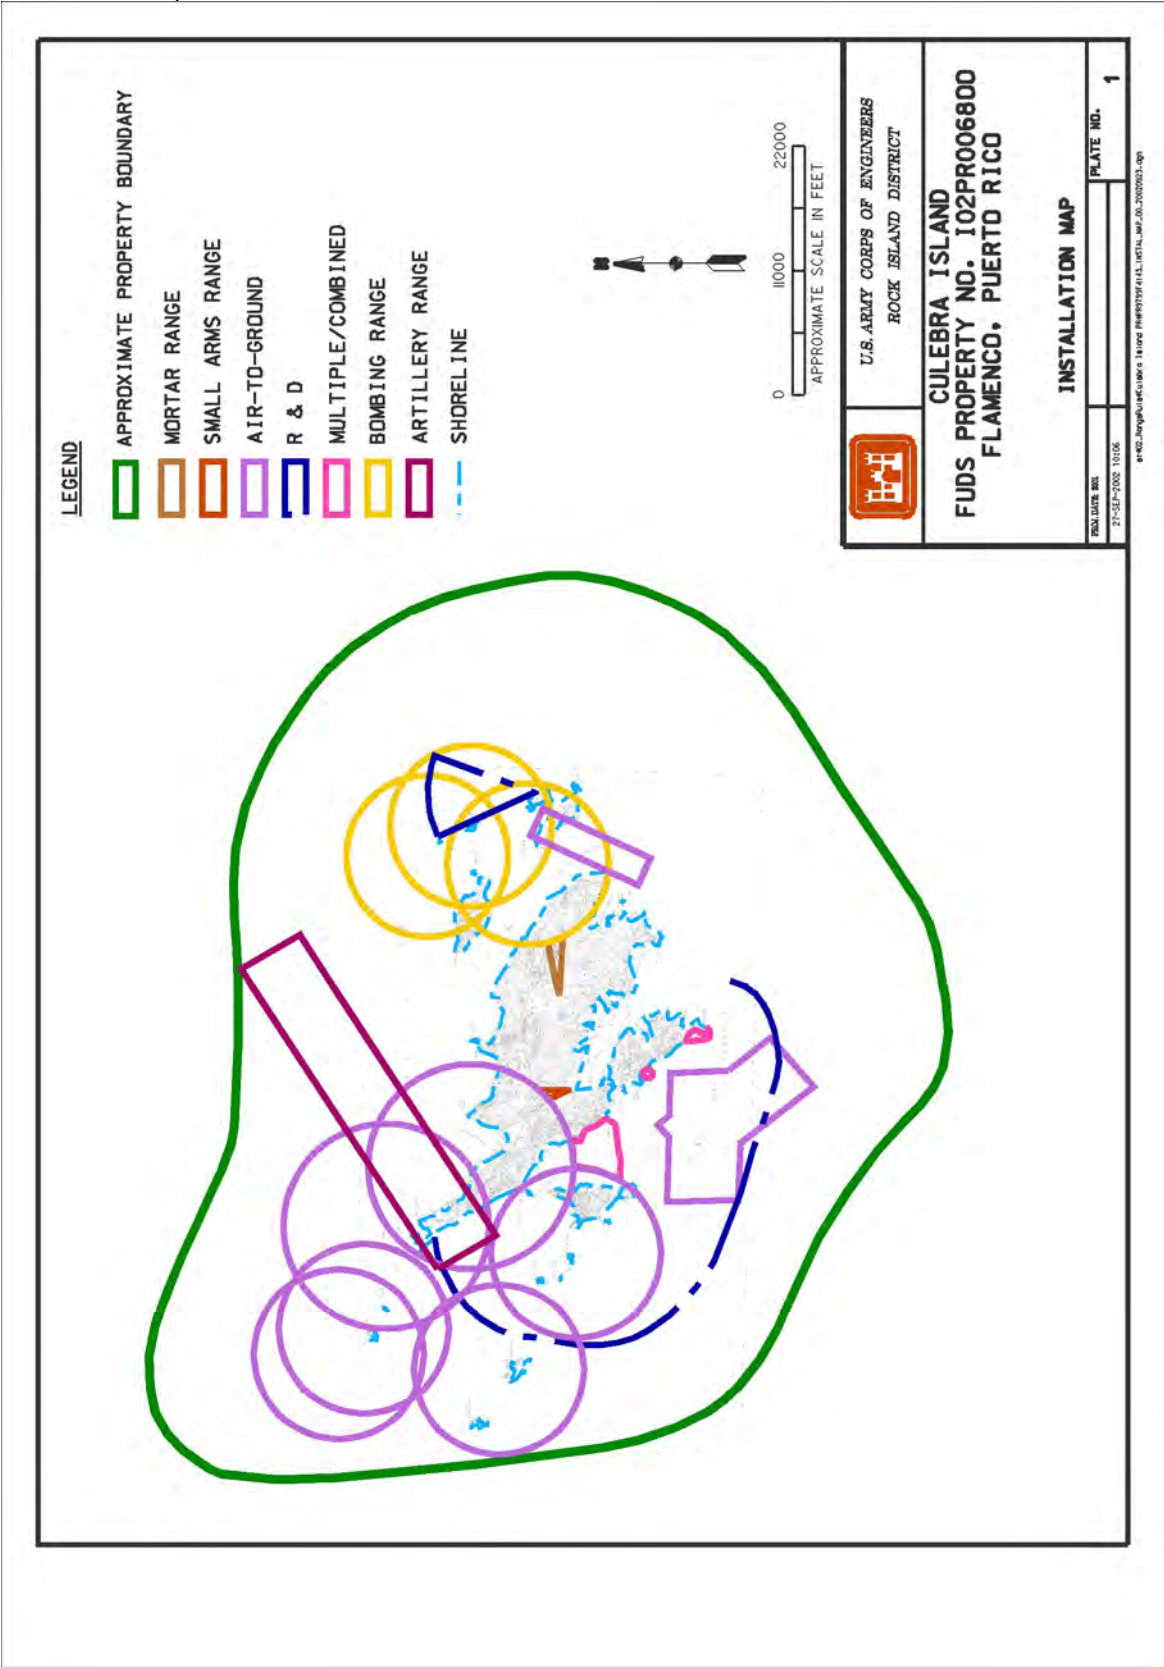 LEGEND
APPROXIMATE PROPERTY BOUNDARY
MORTAR RANGE
SMALL ARMS RANGE
AIR-TO-GROUND
R & D
MULTIPLE/COMBINED
BOMBING RANGE
ARTILLERY RANGE
SHORELINE
N
0 11000 22000
APPROXIMATE SCALE IN FEET
U.S. ARMY CORPS OF ENGINEERS
ROCK ISLAND DISTRICT
CULEBRA ISLAND
FUDS PROPERTY NO. I02PR006800
FLAMENCO, PUERTO RICO
INSTALLATION MAP
PLATE NO.
1
27-SEP-2002 10:06